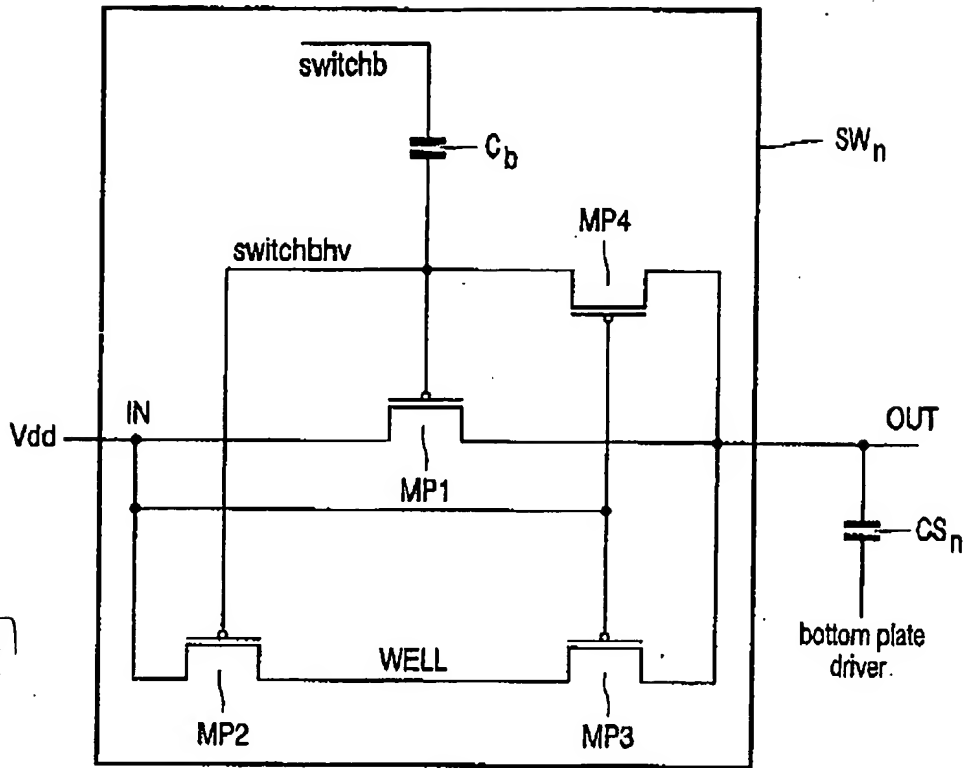 switchb
C_b
SW_n
MP4
switchbhv
IN
Vdd
OUT
MP1
CS_n
WELL
bottom plate
driver
MP2
MP3